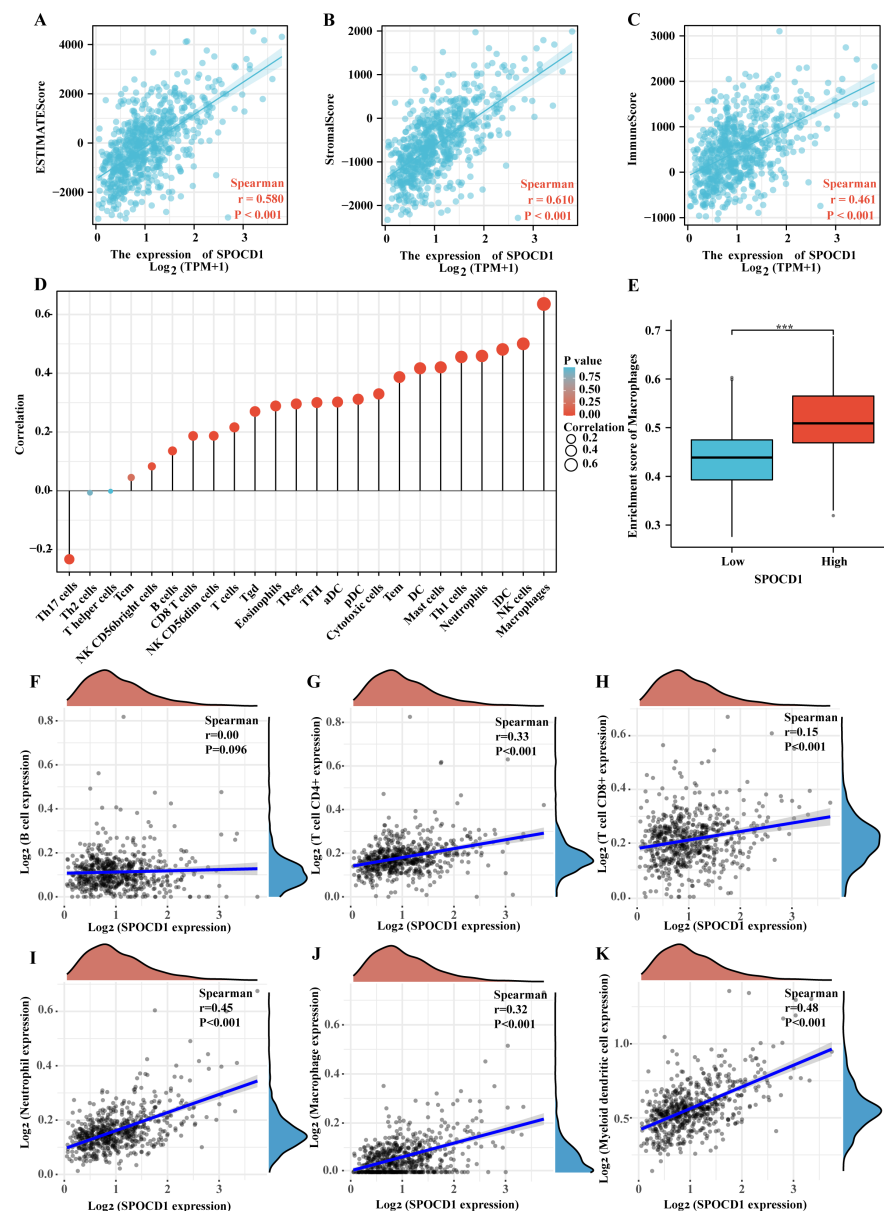 A
ESTIMATEScore
4000
2000
0
−2000
Spearman
r = 0.580
P < 0.001
0
1
2
3
The expression of SPOCD1
Log2 (TPM+1)
B
StromalScore
2000
1000
0
−1000
−2000
Spearman
r = 0.610
P < 0.001
0
1
2
3
The expression of SPOCD1
Log2 (TPM+1)
C
ImmuneScore
3000
2000
1000
0
−1000
Spearman
r = 0.461
P < 0.001
0
1
2
3
The expression of SPOCD1
Log2 (TPM+1)
D
Correlation
0.6
0.4
0.2
0.0
−0.2
Th17 cells
Th2 cells
T helper cells
Tcm
NK CD56bright cells
B cells
CD8 T cells
NK CD56dim cells
T cells
Tgd
Eosinophils
TReg
TFH
aDC
pDC
Cytotoxic cells
Tem
DC
Mast cells
Th1 cells
Neutrophils
iDC
NK cells
Macrophages
P value
0.75
0.50
0.25
0.00
Correlation
0.2
0.4
0.6
E
Enrichment score of Macrophages
0.7
0.6
0.5
0.4
0.3
***
Low
High
SPOCD1
F
Log2 (B cell expression)
0.8
0.6
0.4
0.2
0.0
Spearman
r=0.00
P=0.096
0
1
2
3
Log2 (SPOCD1 expression)
G
Log2 (T cell CD4+ expression)
0.8
0.6
0.4
0.2
0.0
Spearman
r=0.33
P<0.001
0
1
2
3
Log2 (SPOCD1 expression)
H
Log2 (T cell CD8+ expression)
0.6
0.4
0.2
0.0
Spearman
r=0.15
P≤0.001
0
1
2
3
Log2 (SPOCD1 expression)
I
Log2 (Neutrophil expression)
0.6
0.4
0.2
0.0
Spearman
r=0.45
P<0.001
0
1
2
3
Log2 (SPOCD1 expression)
J
Log2 (Macrophage expression)
0.6
0.4
0.2
0.0
Spearman
r=0.32
P<0.001
0
1
2
3
Log2 (SPOCD1 expression)
K
Log2 (Myeloid dendritic cell expression)
1.0
0.5
Spearman
r=0.48
P<0.001
0
1
2
3
Log2 (SPOCD1 expression)